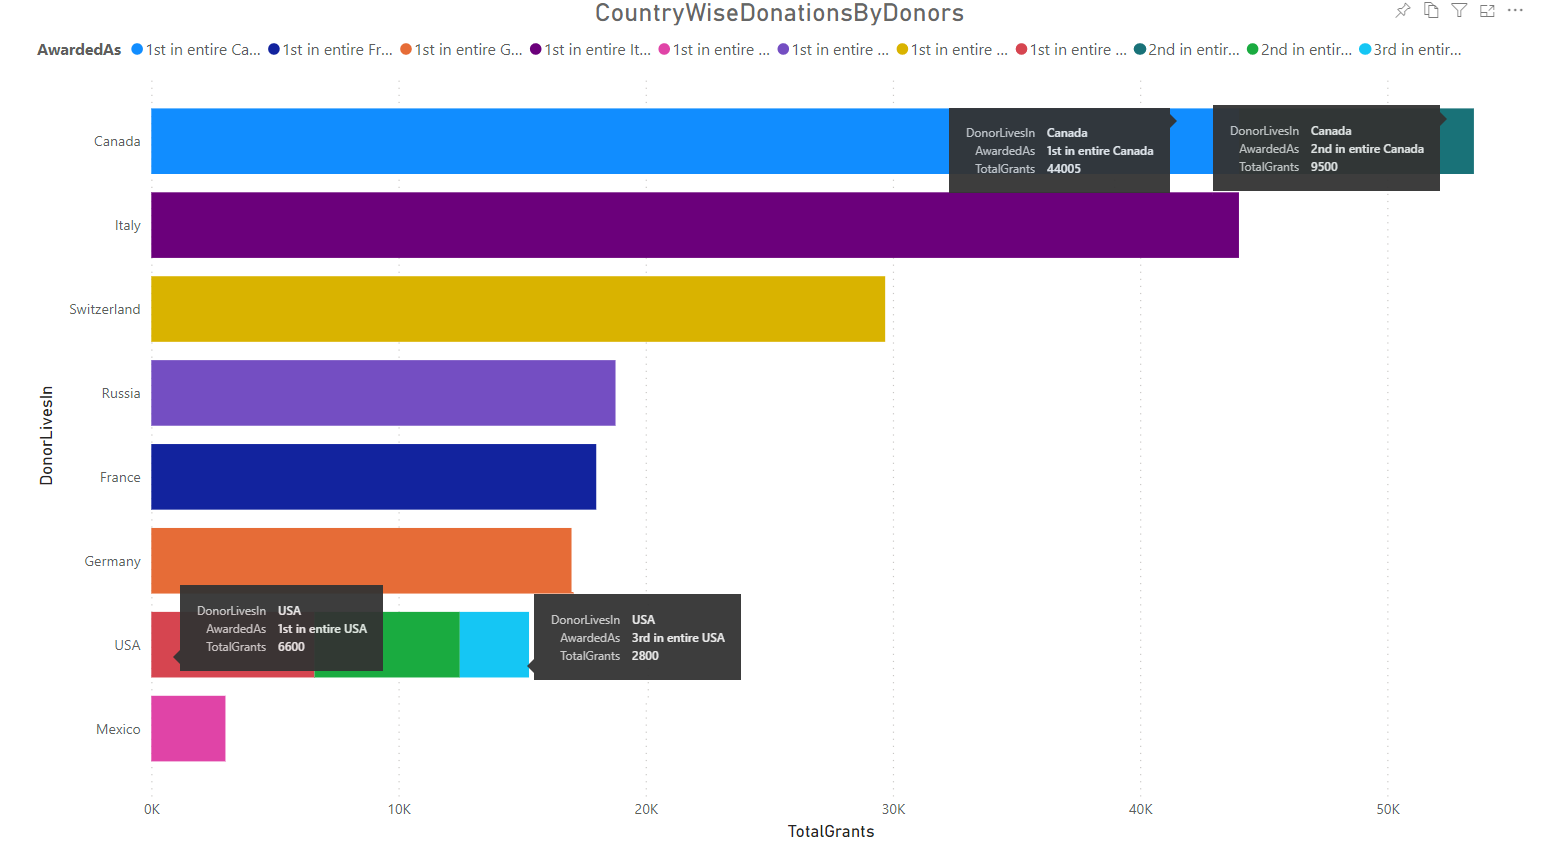 CountryWiseDonationsByDonors
AwardedAs 1st in entire Ca... 1st in entire Fr... 1st in entire G... 1st in entire It... 1st in entire ... 1st in entire ... 1st in entire ... 1st in entire ... 2nd in entir... 2nd in entir... 3rd in entir...
Canada
DonorLivesIn Canada
AwardedAs 1st in entire Canada
TotalGrants 44005
DonorLivesIn Canada
AwardedAs 2nd in entire Canada
TotalGrants 9500
Italy
Switzerland
Russia
DonorLivesIn
France
Germany
USA
DonorLivesIn USA
AwardedAs 1st in entire USA
TotalGrants 6600
DonorLivesIn USA
AwardedAs 3rd in entire USA
TotalGrants 2800
Mexico
0K 10K 20K 30K 40K 50K
TotalGrants